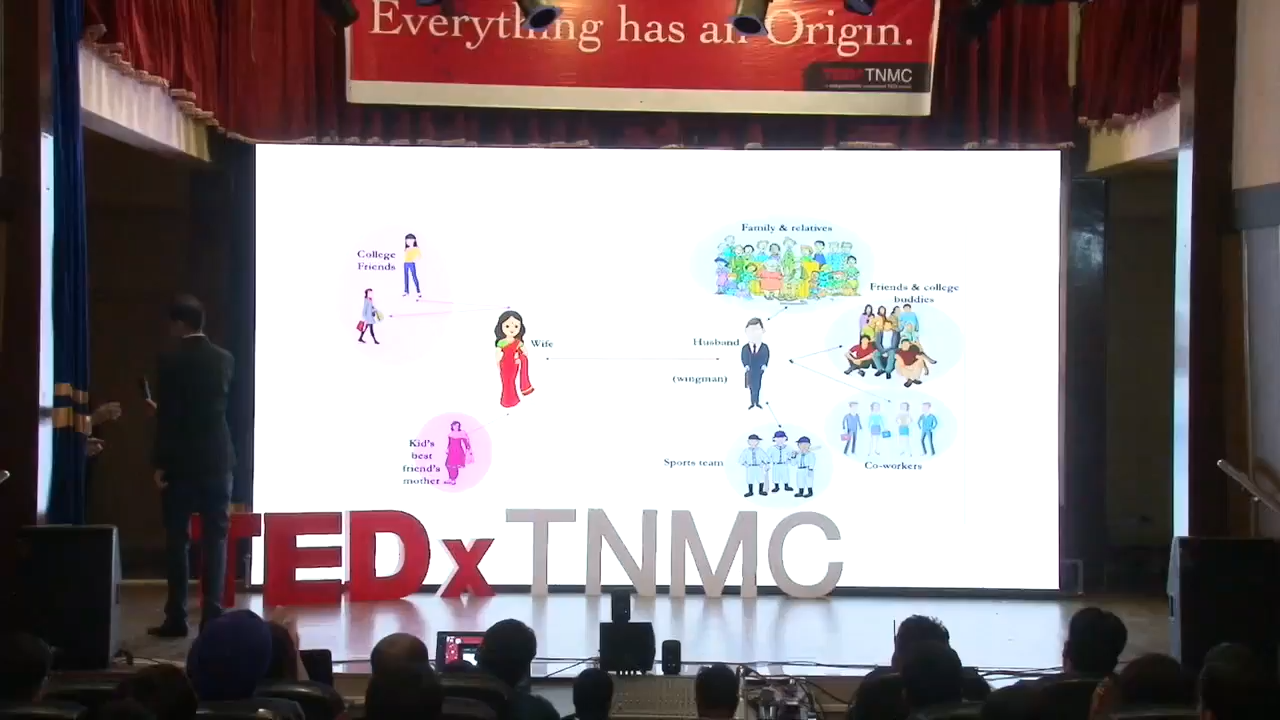 Everything has an Origin.
TEDxTNMC
Family & relatives
College
Friends
Friends & college
buddies
Wife
Husband
(wingman)
Kid's
best
friend's
mother
Sports team
Co-workers
TEDxTNMC